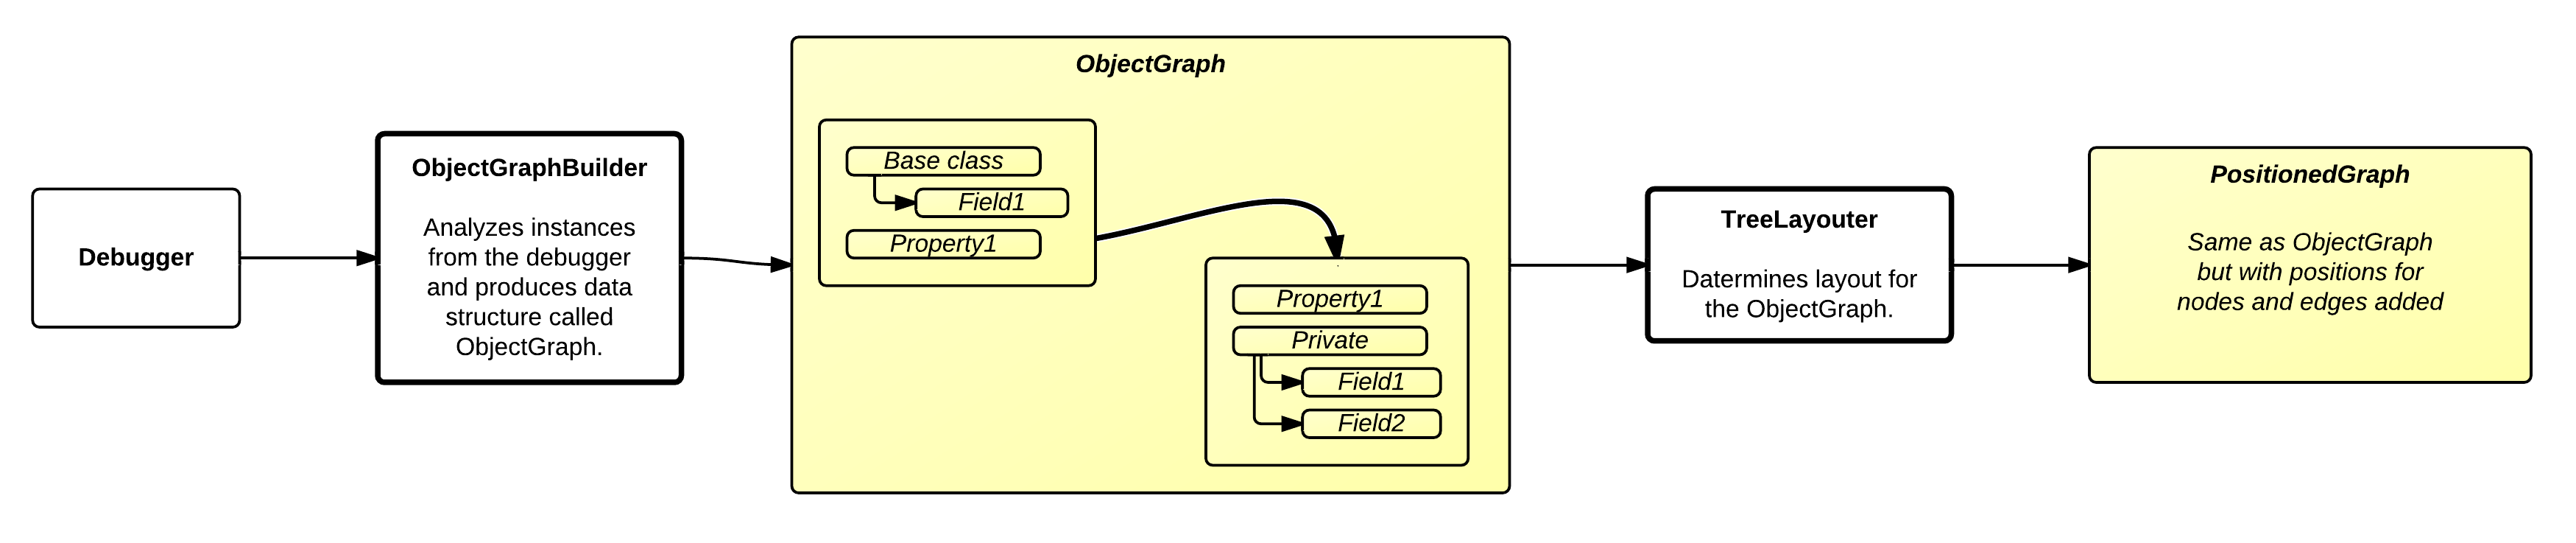 Debugger
ObjectGraphBuilder
Analyzes instances
from the debugger
and produces data
structure called
ObjectGraph.
ObjectGraph
Base class
Field1
Property1
Property1
Private
Field1
Field2
TreeLayouter
Datermines layout for
the ObjectGraph.
PositionedGraph
Same as ObjectGraph
but with positions for
nodes and edges added